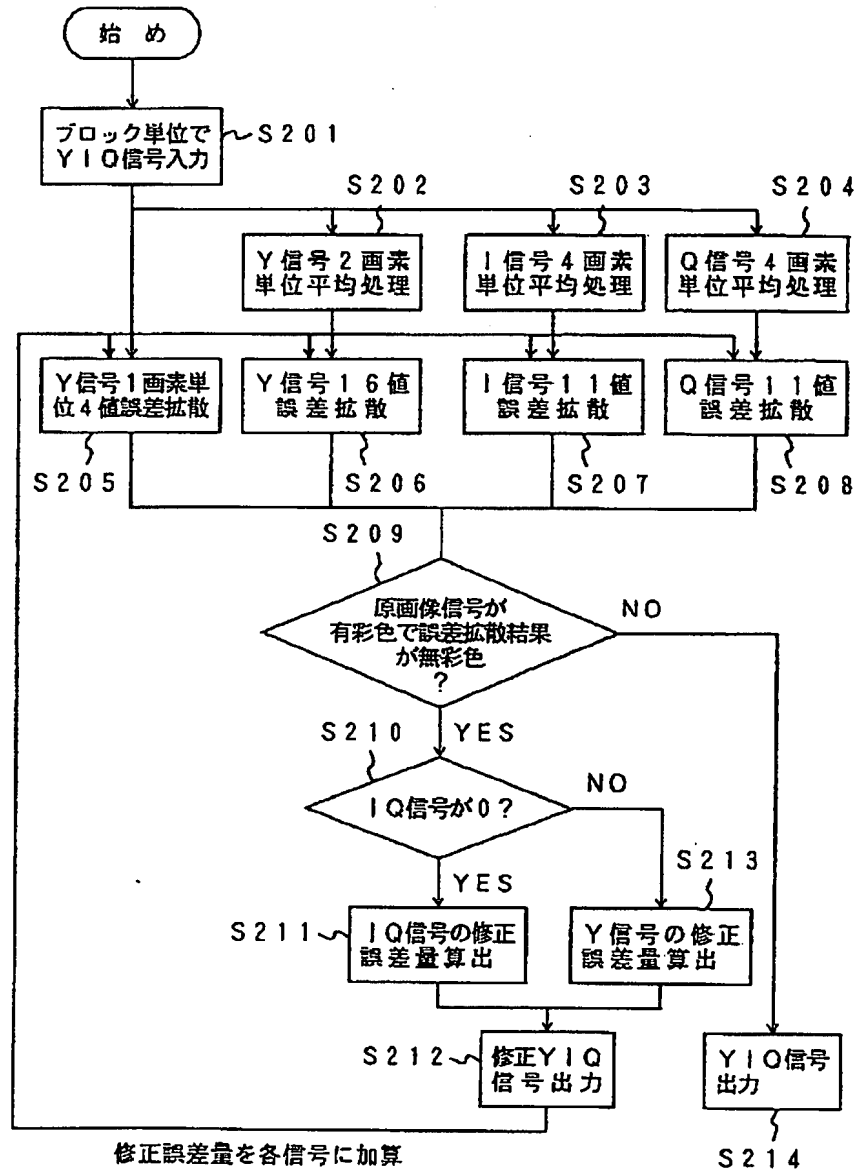 始め
ブロック単位で
YIQ信号入力
S201
S202
S203
S204
Y信号2画素
単位平均処理
I信号4画素
単位平均処理
Q信号4画素
単位平均処理
Y信号1画素単
位4値誤差拡散
Y信号16値
誤差拡散
I信号11値
誤差拡散
Q信号11値
誤差拡散
S205
S206
S207
S208
S209
原画像信号が
有彩色で誤差拡散結果
が無彩色
?
NO
YES
S210
IQ信号が0?
NO
YES
S213
S211
IQ信号の修正
誤差量算出
Y信号の修正
誤差量算出
S212
修正YIQ
信号出力
YIQ信号
出力
修正誤差量を各信号に加算
S214